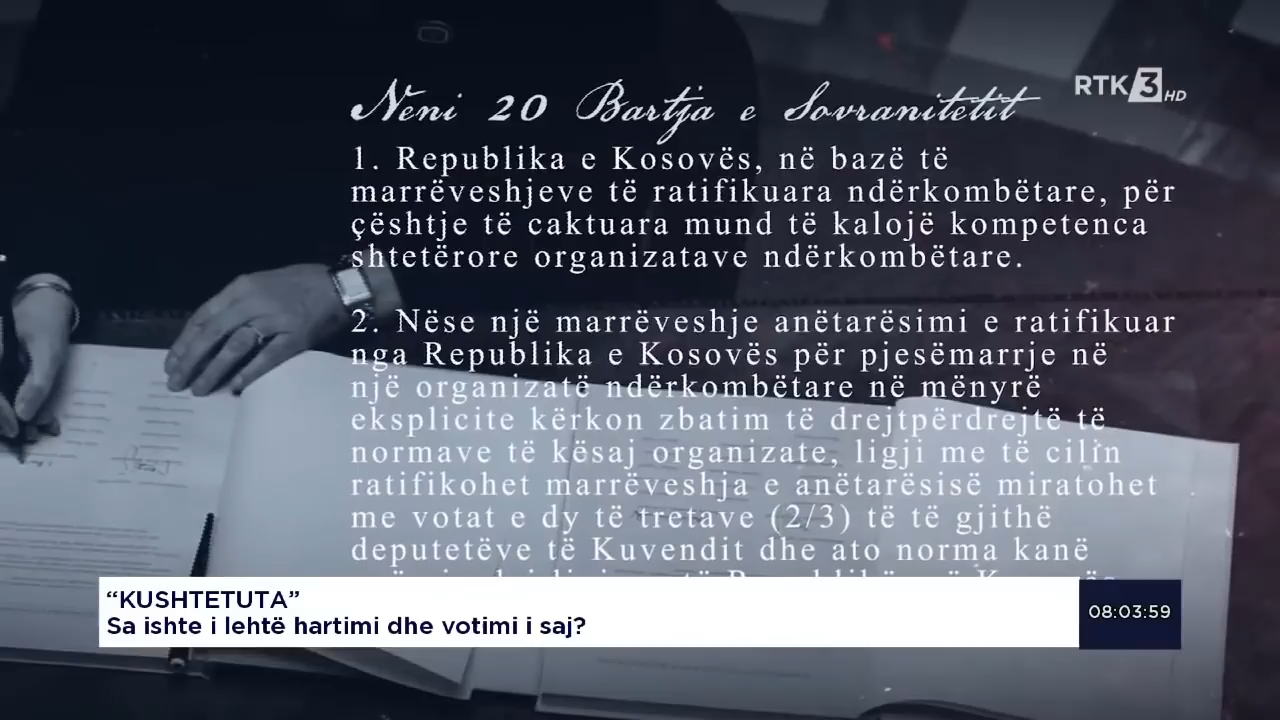 RTK 3 HD
Neni 20 Bartja e Sovranitetit
1. Republika e Kosovës, në bazë të
marrëveshjeve të ratifikuara ndërkombëtare, për
çështje të caktuara mund të kalojë kompetenca
shtetërore organizatave ndërkombëtare.
2. Nëse një marrëveshje anëtarësimi e ratifikuar
nga Republika e Kosovës për pjesëmarrje në
një organizatë ndërkombëtare në mënyrë
eksplicite kërkon zbatim të drejtpërdrejtë të
normave të kësaj organizate, ligji me të cilin
ratifikohet marrëveshja e anëtarësisë miratohet
me votat e dy të tretave (2/3) të të gjithë
deputetëve të Kuvendit dhe ato norma kanë
“KUSHTETUTA”
Sa ishte i lehtë hartimi dhe votimi i saj?
08:03:59